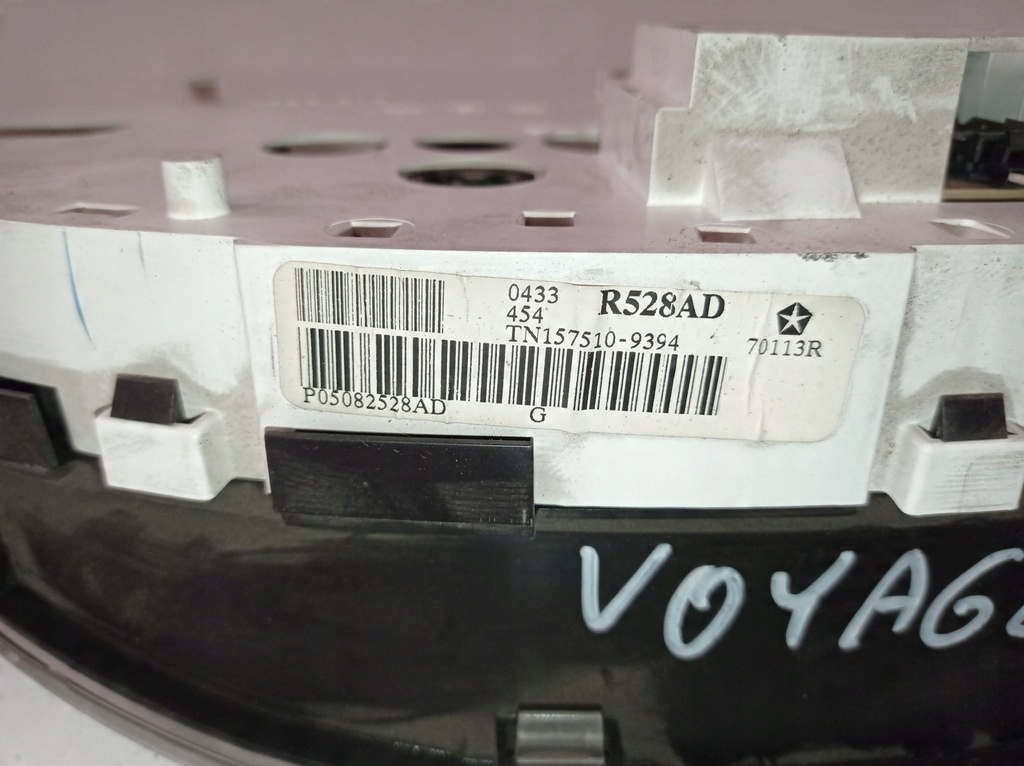 0433 R528AD
454
TN157510-9394 70113R
P05082528AD G
VOYAG